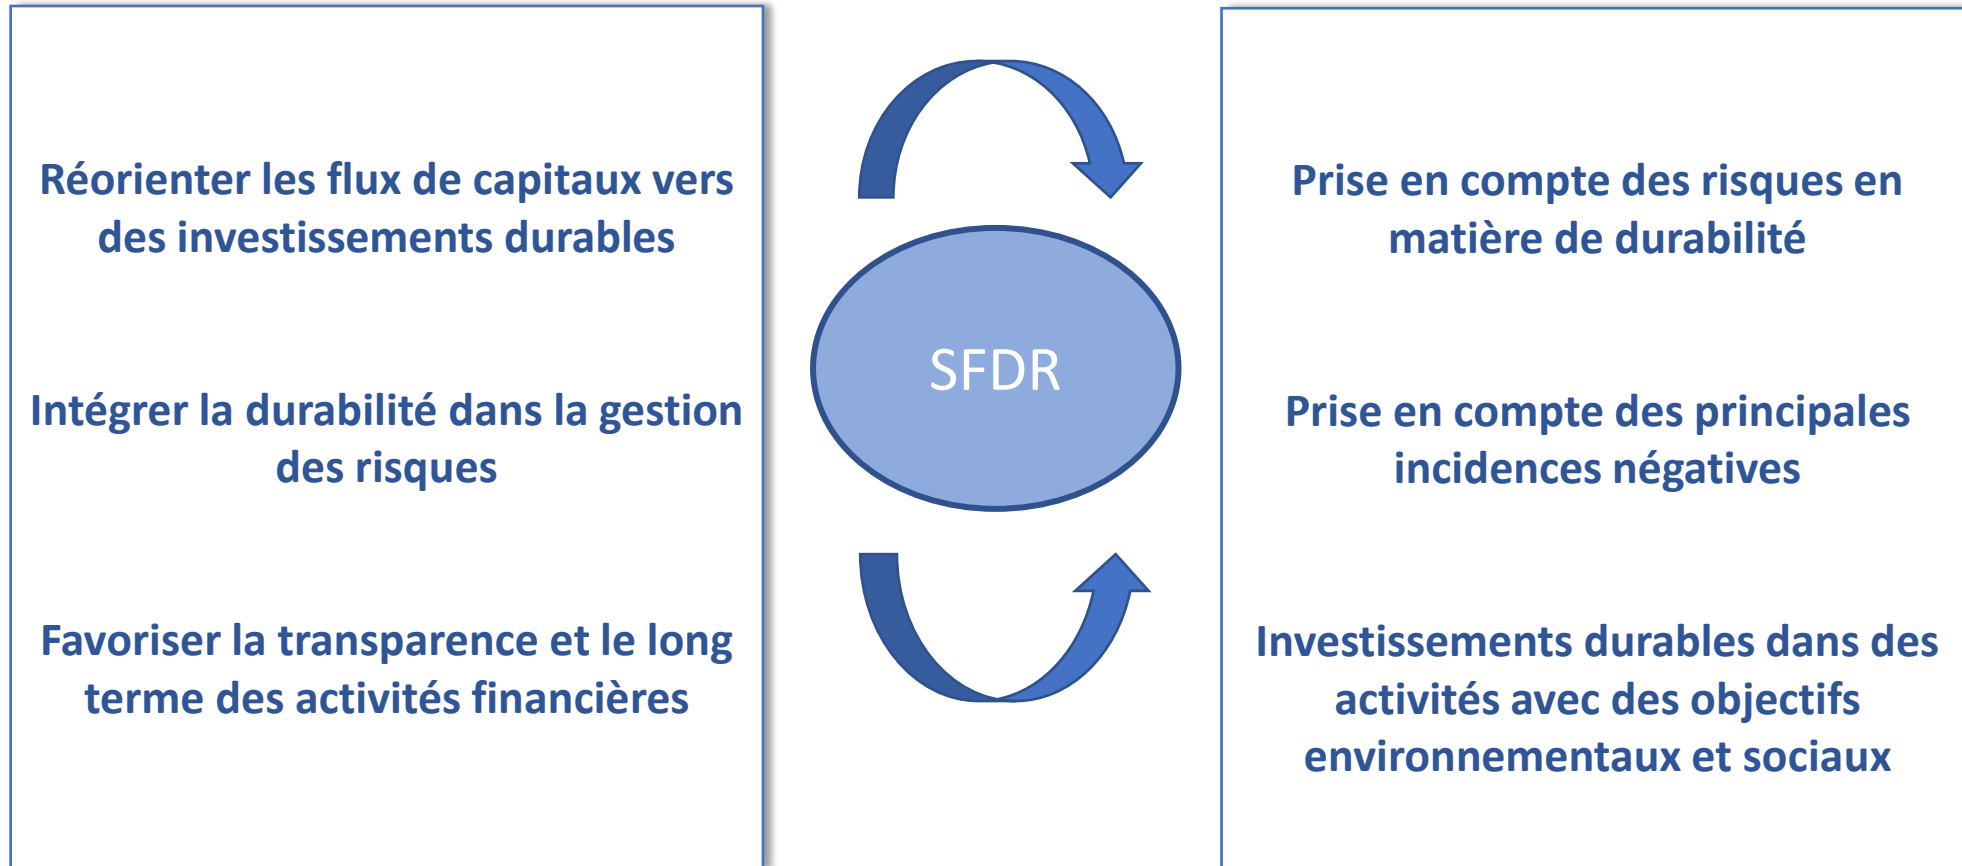 Réorienter les flux de capitaux vers
des investissements durables
Intégrer la durabilité dans la gestion
des risques
Favoriser la transparence et le long
terme des activités financières
SFDR
Prise en compte des risques en
matière de durabilité
Prise en compte des principales
incidences négatives
Investissements durables dans des
activités avec des objectifs
environnementaux et sociaux